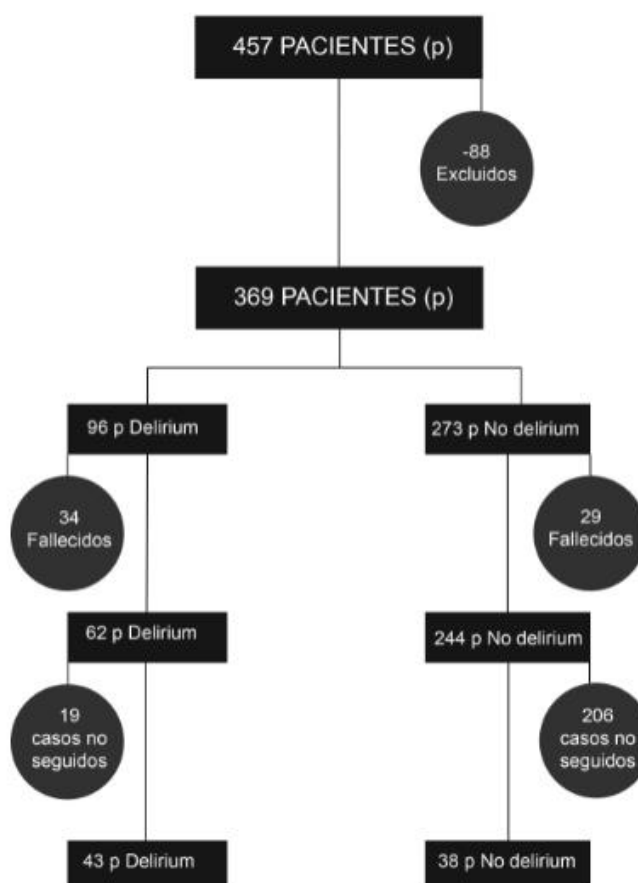 457 PACIENTES (p)
-88
Excluidos
369 PACIENTES (p)
96 p Delirium
273 p No delirium
34
Fallecidos
29
Fallecidos
62 p Delirium
244 p No delirium
19
casos no
seguidos
206
casos no
seguidos
43 p Delirium
38 p No delirium